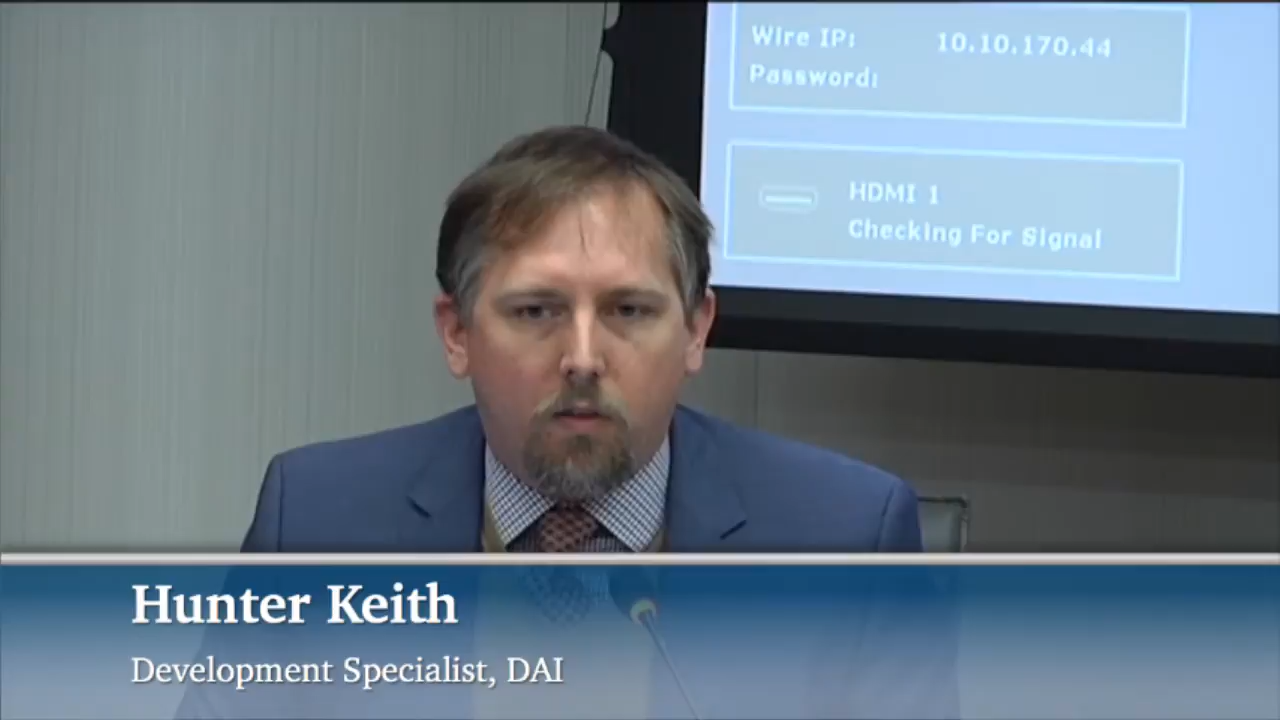 Wire IP: 10.10.170.44
Password:
HDMI 1
Checking For Signal
Hunter Keith
Development Specialist, DAI